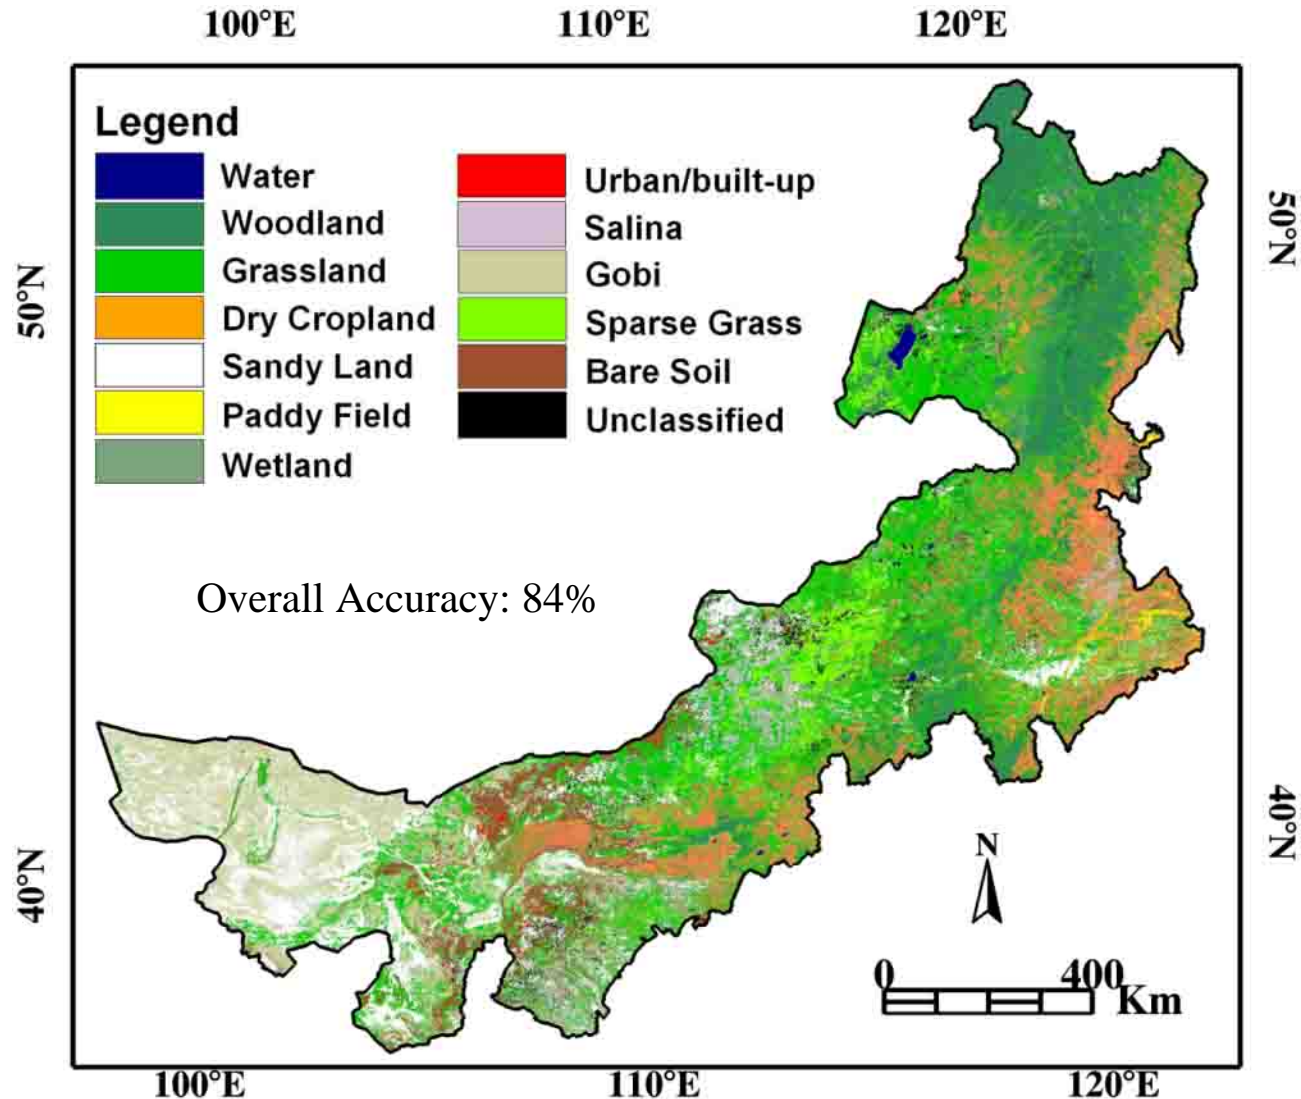 100°E 110°E 120°E
Legend
Water
Woodland
Grassland
Dry Cropland
Sandy Land
Paddy Field
Wetland
Urban/built-up
Salina
Gobi
Sparse Grass
Bare Soil
Unclassified
50°N
50°N
Overall Accuracy: 84%
40°N
40°N
N
0 400
Km
100°E 110°E 120°E